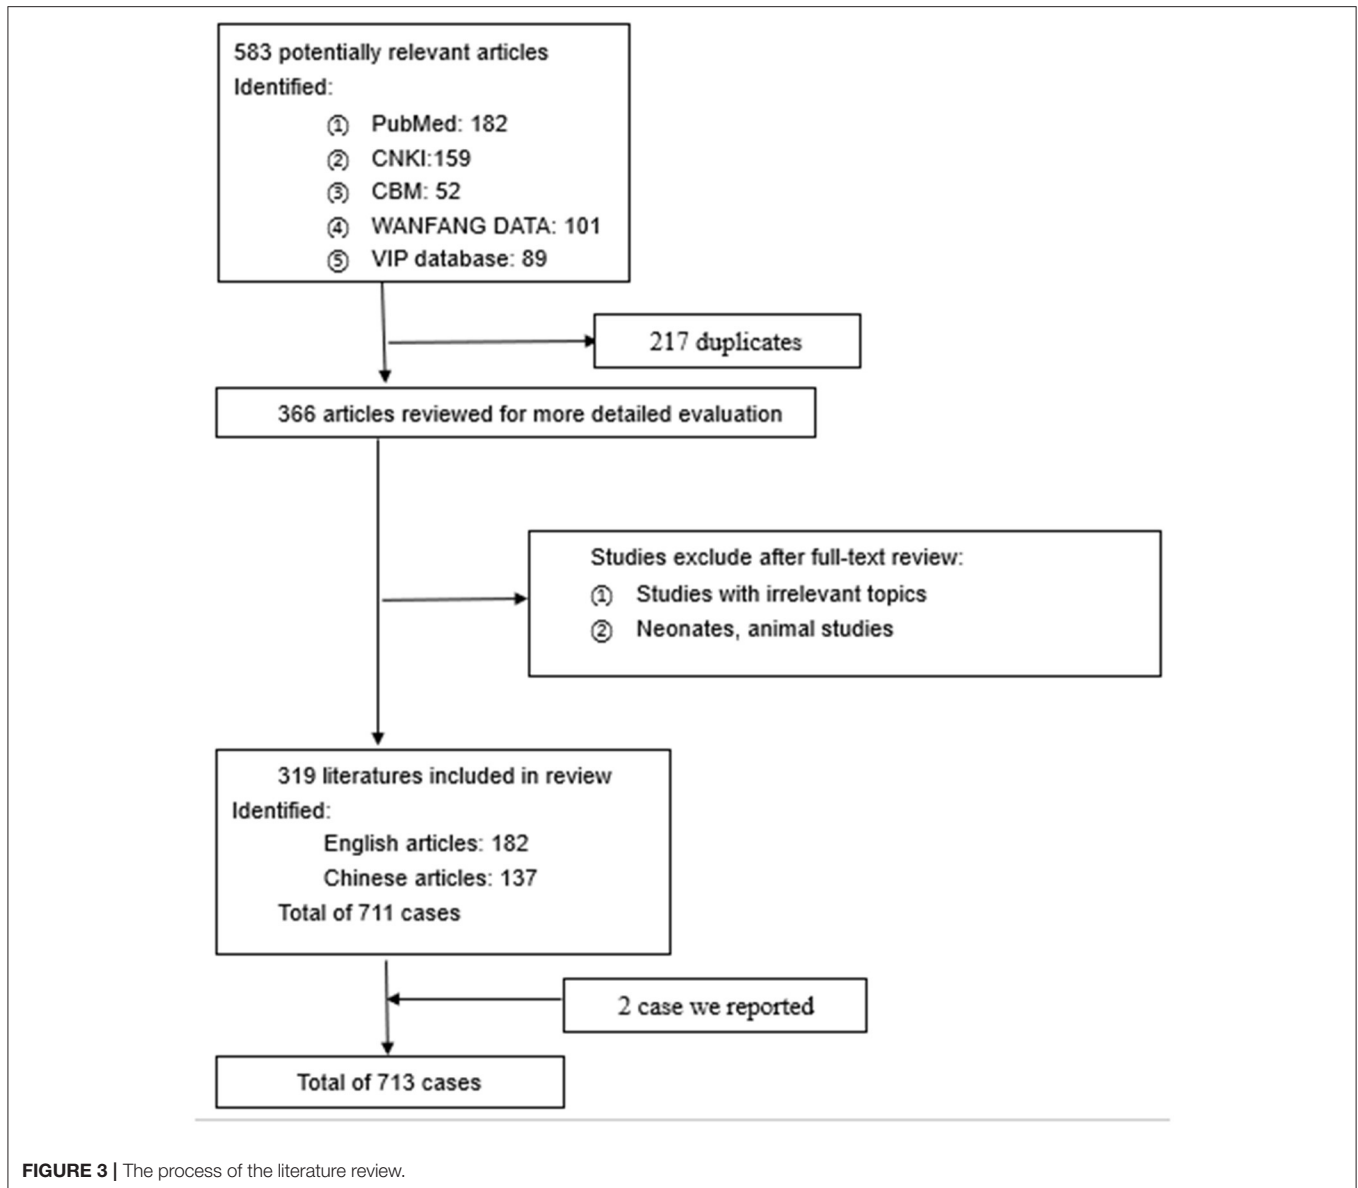 583 potentially relevant articles
Identified:
① PubMed: 182
② CNKI:159
③ CBM: 52
④ WANFANG DATA: 101
⑤ VIP database: 89
217 duplicates
366 articles reviewed for more detailed evaluation
Studies exclude after full-text review:
① Studies with irrelevant topics
② Neonates, animal studies
319 literatures included in review
Identified:
English articles: 182
Chinese articles: 137
Total of 711 cases
2 case we reported
Total of 713 cases
FIGURE 3 | The process of the literature review.